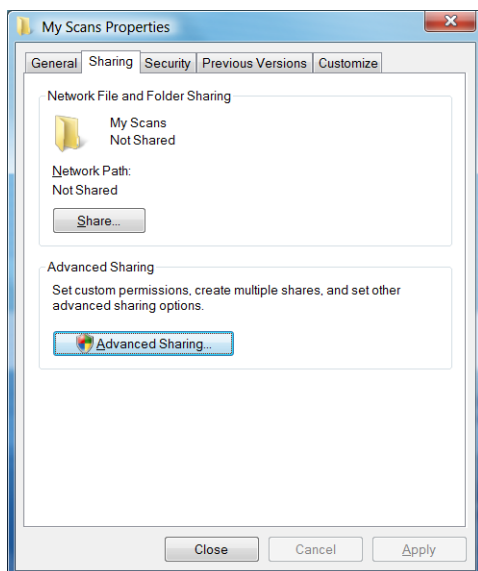 My Scans Properties
General Sharing Security Previous Versions Customize
Network File and Folder Sharing
My Scans
Not Shared
Network Path:
Not Shared
Share...
Advanced Sharing
Set custom permissions, create multiple shares, and set other
advanced sharing options.
Advanced Sharing...
Close Cancel Apply